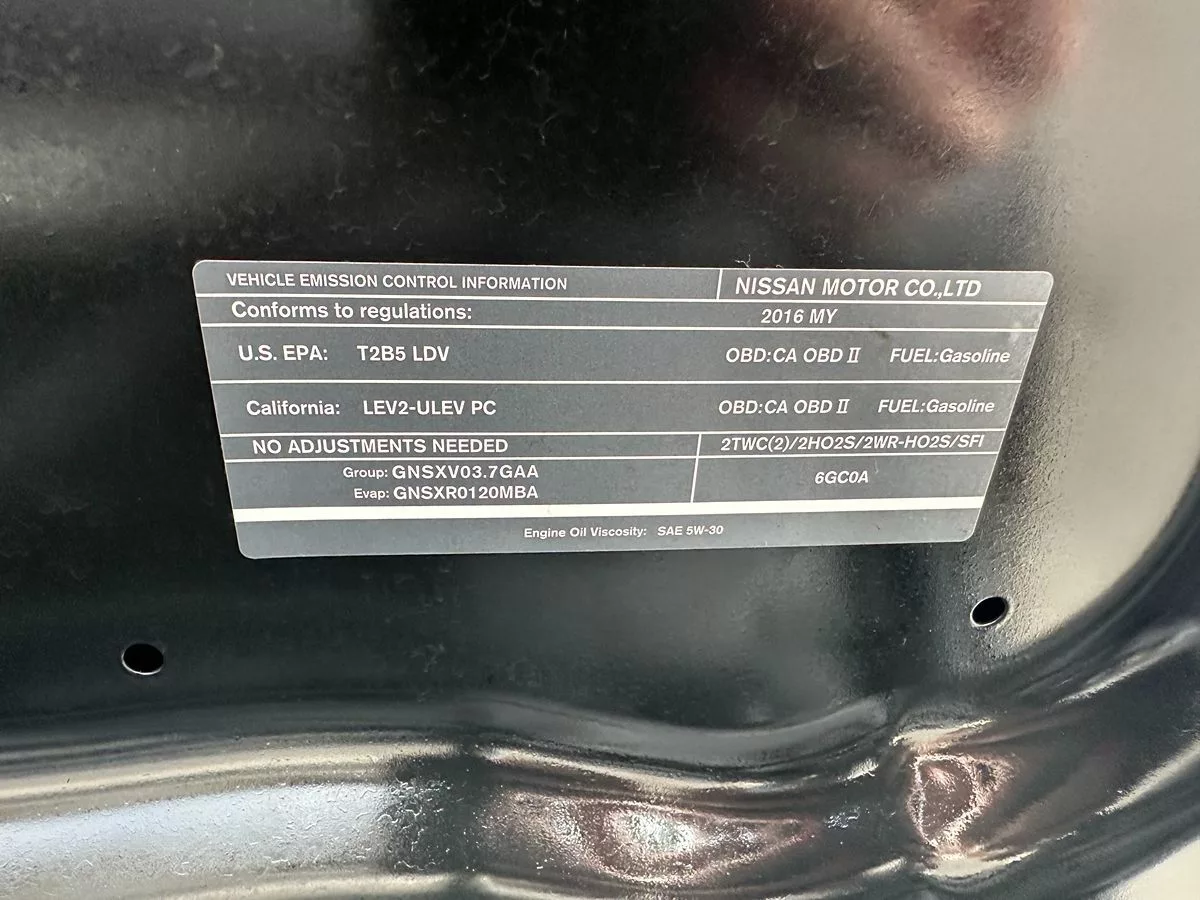 VEHICLE EMISSION CONTROL INFORMATION NISSAN MOTOR CO.,LTD
Conforms to regulations: 2016 MY
U.S. EPA: T2B5 LDV OBD:CA OBD II FUEL:Gasoline
California: LEV2-ULEV PC OBD:CA OBD II FUEL:Gasoline
NO ADJUSTMENTS NEEDED 2TWC(2)/2HO2S/2WR-HO2S/SFI
Group: GNSXV03.7GAA
Evap: GNSXR0120MBA
6GC0A
Engine Oil Viscosity: SAE 5W-30